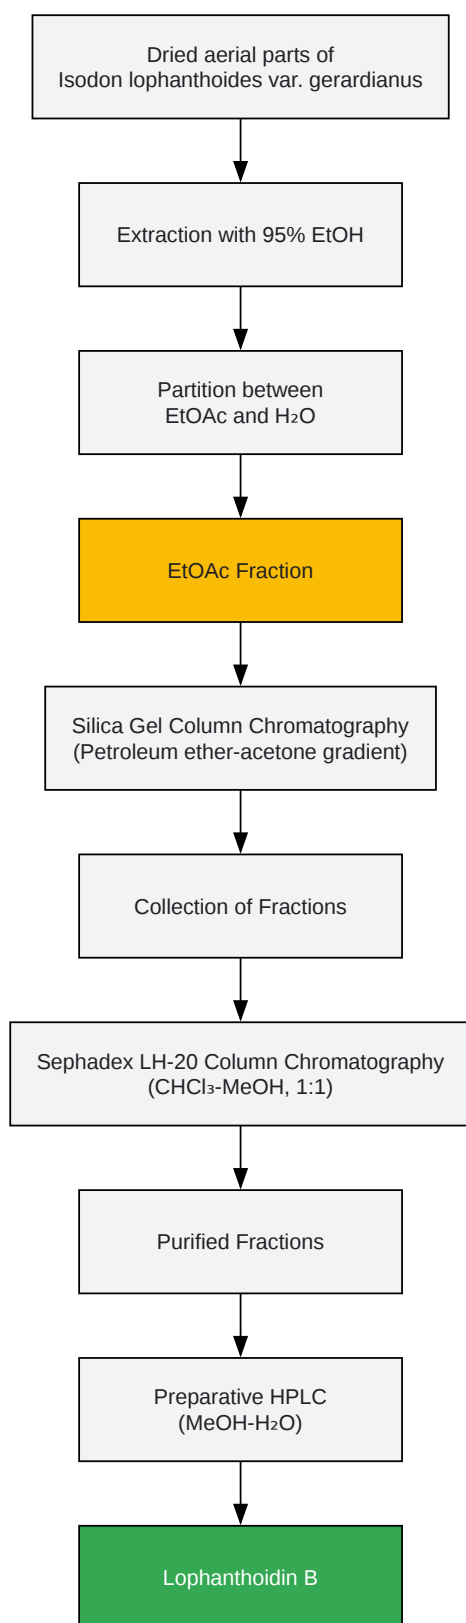 Dried aerial parts of
Isodon lophanthoides var. gerardianus
Extraction with 95% EtOH
Partition between
EtOAc and H₂O
EtOAc Fraction
Silica Gel Column Chromatography
(Petroleum ether-acetone gradient)
Collection of Fractions
Sephadex LH-20 Column Chromatography
(CHCl₃-MeOH, 1:1)
Purified Fractions
Preparative HPLC
(MeOH-H₂O)
Lophanthoidin B